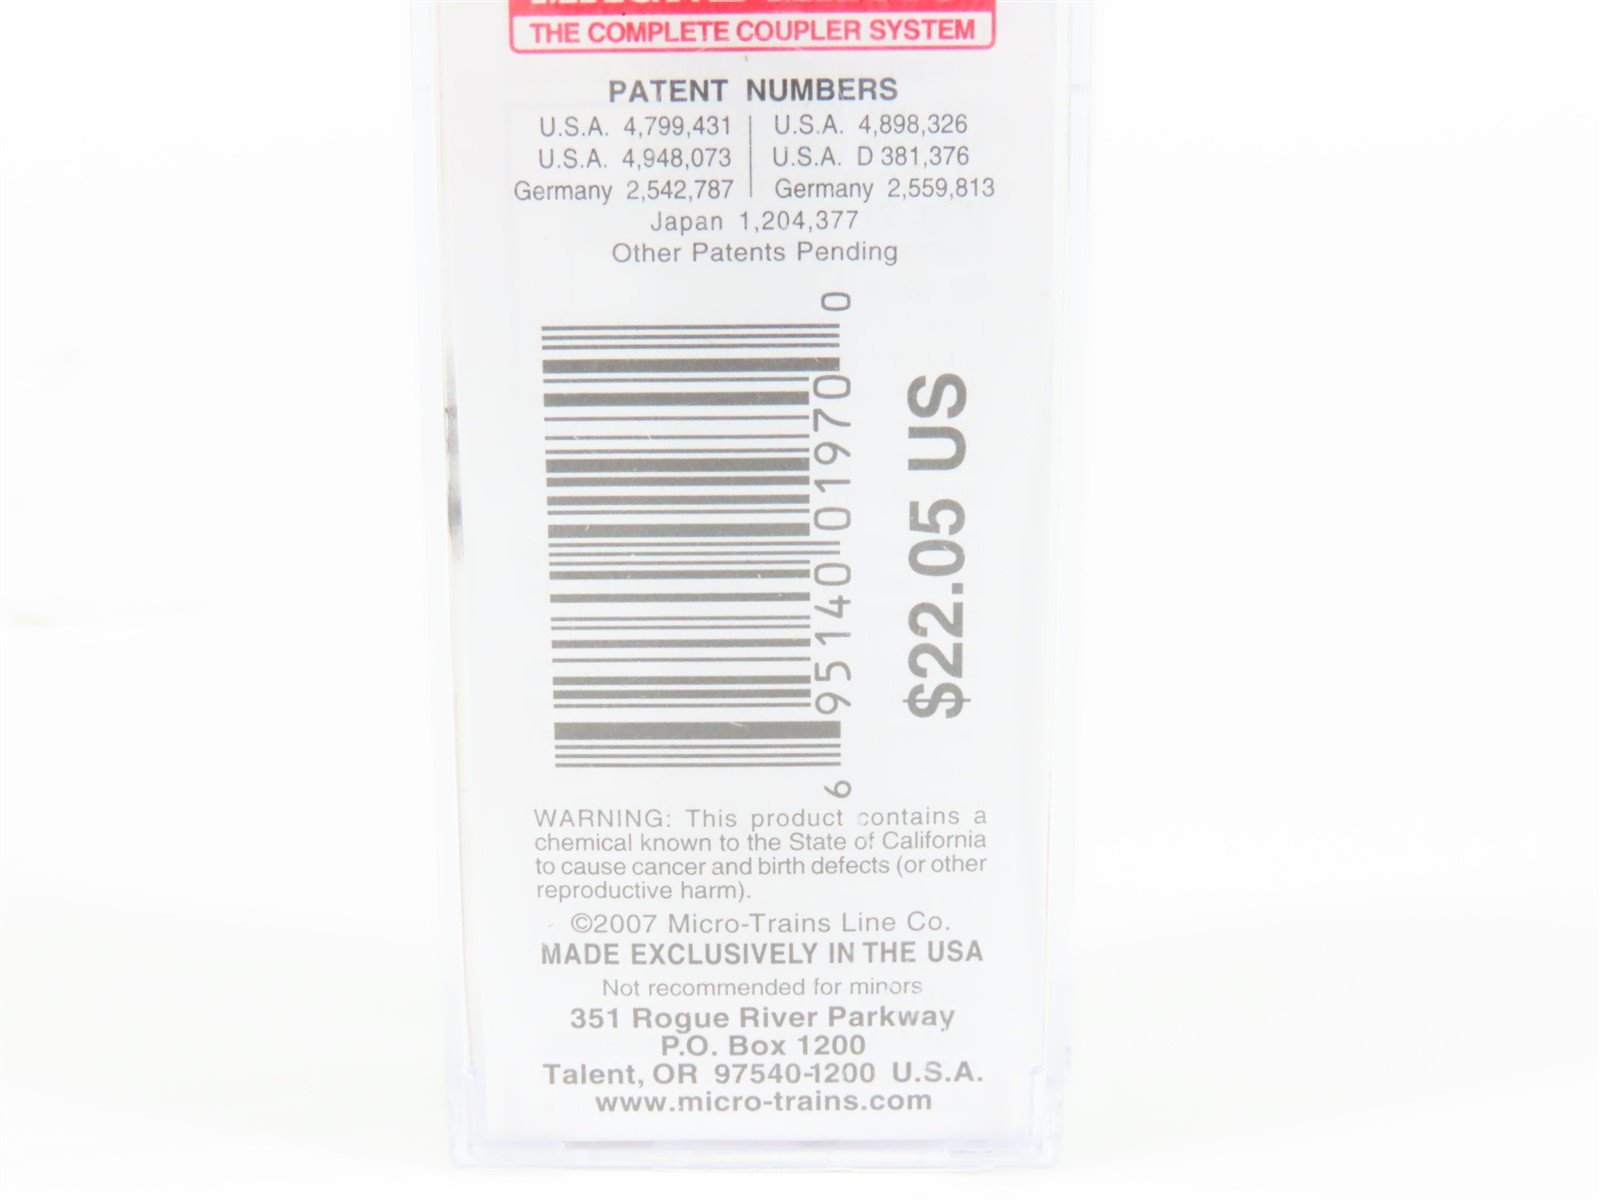 THE COMPLETE COUPLER SYSTEM
PATENT NUMBERS
U.S.A. 4,799,431 | U.S.A. 4,898,326
U.S.A. 4,948,073 | U.S.A. D 381,376
Germany 2,542,787 | Germany 2,559,813
Japan 1,204,377
Other Patents Pending
6 95140 01970 0
$22.05 US
WARNING: This product contains a
chemical known to the State of California
to cause cancer and birth defects (or other
reproductive harm).
©2007 Micro-Trains Line Co.
MADE EXCLUSIVELY IN THE USA
Not recommended for minors
351 Rogue River Parkway
P.O. Box 1200
Talent, OR 97540-1200 U.S.A.
www.micro-trains.com